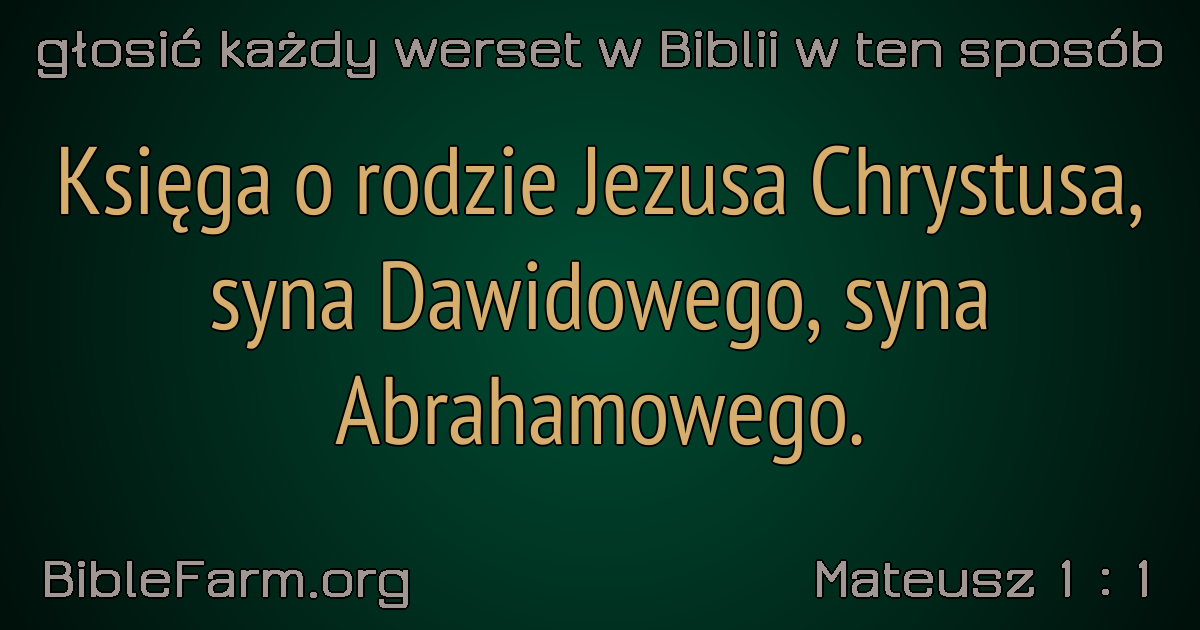 głosić każdy werset w Biblii w ten sposób
Księga o rodzie Jezusa Chrystusa,
syna Dawidowego, syna
Abrahamowego.
BibleFarm.org
Mateusz 1 : 1